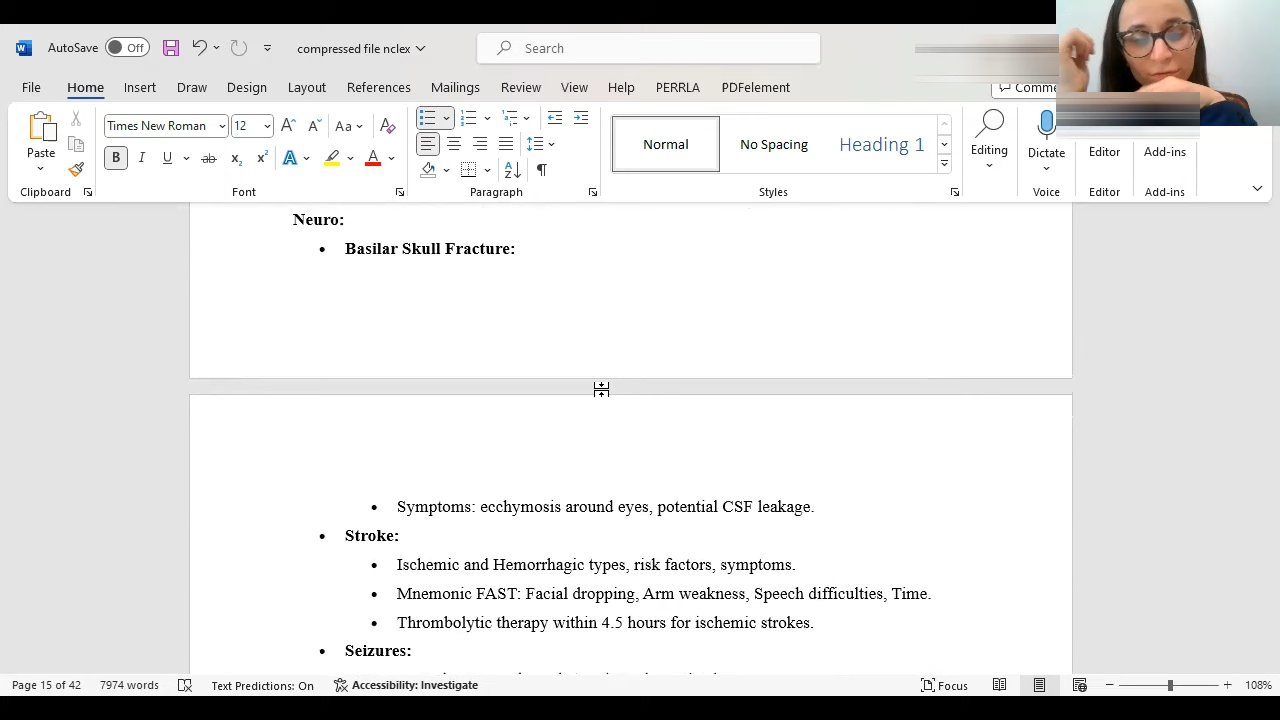 AutoSave Off compressed file nclex Search
File Home Insert Draw Design Layout References Mailings Review View Help PERRLA PDFelement Comme
Times New Roman 12
Paste Editing Dictate Editor Add-ins
Normal No Spacing Heading 1
Clipboard Font Paragraph Styles Voice Editor Add-ins
Neuro:
• Basilar Skull Fracture:
• Symptoms: ecchymosis around eyes, potential CSF leakage.
• Stroke:
• Ischemic and Hemorrhagic types, risk factors, symptoms.
• Mnemonic FAST: Facial dropping, Arm weakness, Speech difficulties, Time.
• Thrombolytic therapy within 4.5 hours for ischemic strokes.
• Seizures:
Page 15 of 42 7974 words Text Predictions: On Accessibility: Investigate Focus 108%